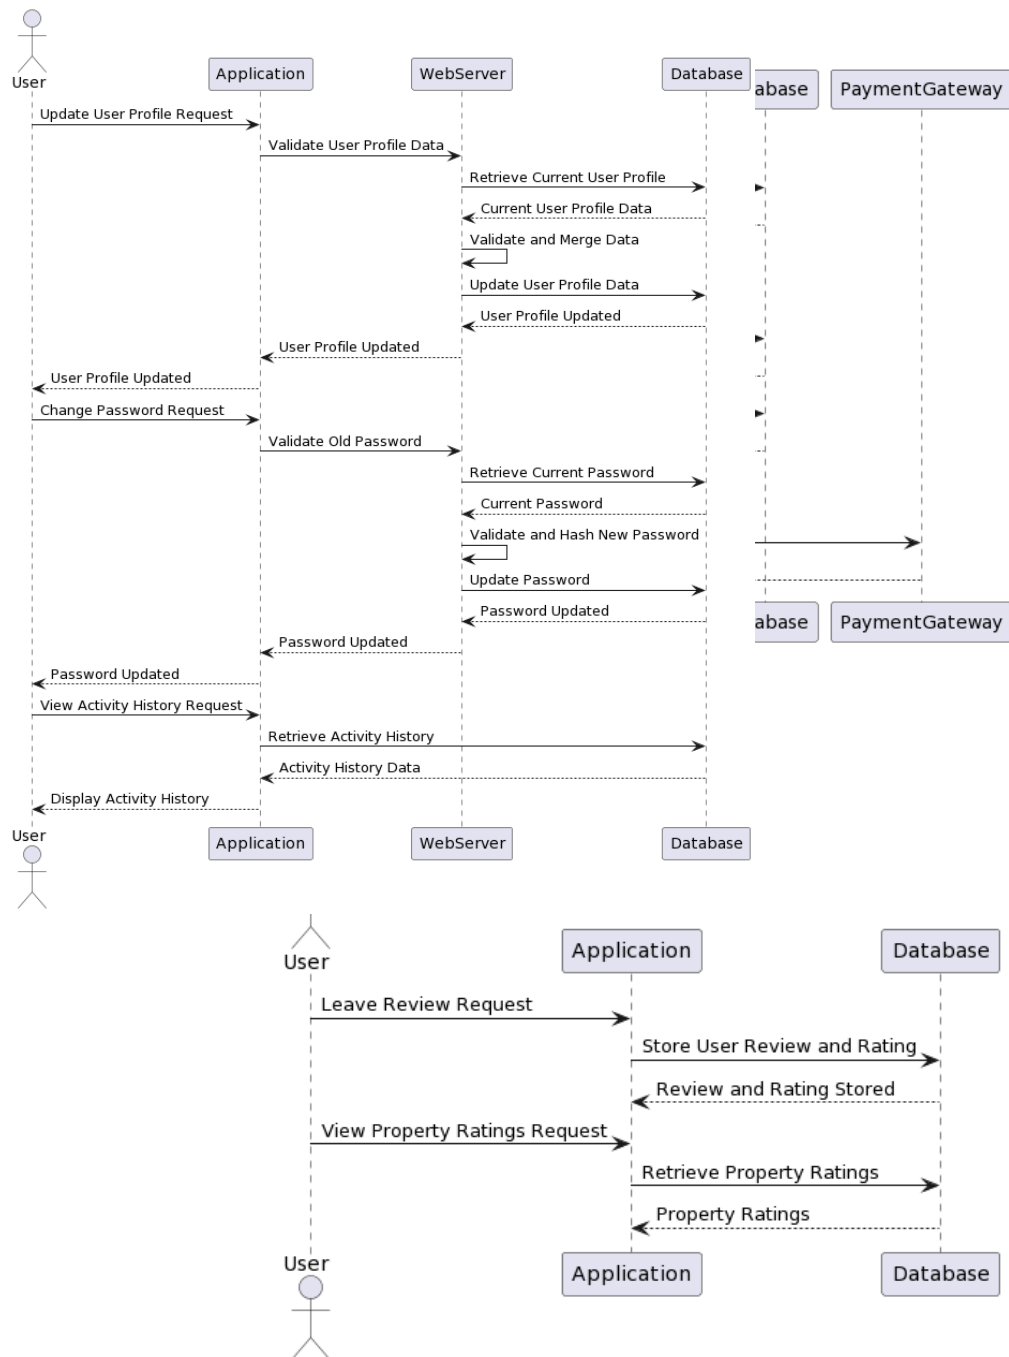 User
Application
WebServer
Database
abase
PaymentGateway
Update User Profile Request
Validate User Profile Data
Retrieve Current User Profile
Current User Profile Data
Validate and Merge Data
Update User Profile Data
User Profile Updated
User Profile Updated
User Profile Updated
Change Password Request
Validate Old Password
Retrieve Current Password
Current Password
Validate and Hash New Password
Update Password
Password Updated
abase
PaymentGateway
Password Updated
Password Updated
View Activity History Request
Retrieve Activity History
Activity History Data
Display Activity History
User
Application
WebServer
Database
User
Application
Database
Leave Review Request
Store User Review and Rating
Review and Rating Stored
View Property Ratings Request
Retrieve Property Ratings
Property Ratings
User
Application
Database